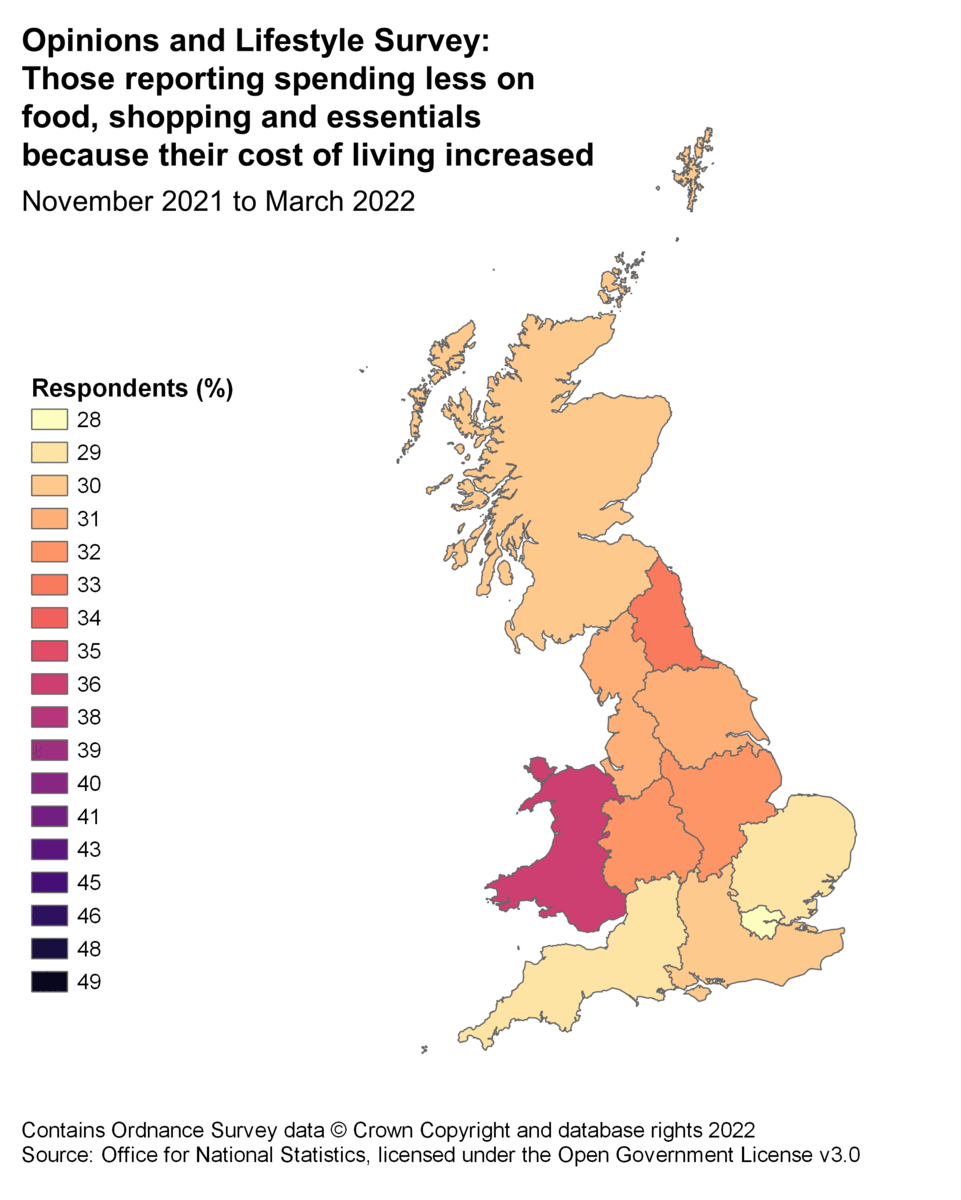 Opinions and Lifestyle Survey:
Those reporting spending less on
food, shopping and essentials
because their cost of living increased
November 2021 to March 2022
Respondents (%)
28
29
30
31
32
33
34
35
36
38
39
40
41
43
45
46
48
49
Contains Ordnance Survey data © Crown Copyright and database rights 2022
Source: Office for National Statistics, licensed under the Open Government License v3.0